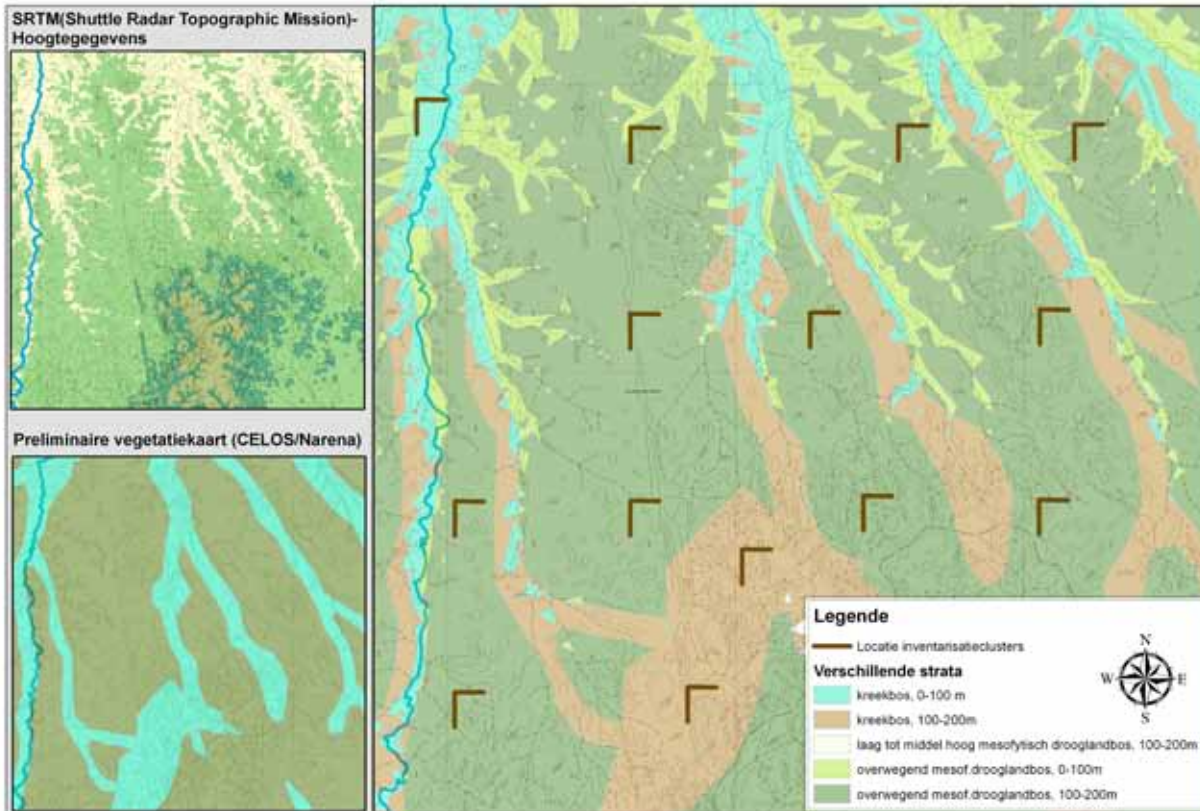 SRTM(Shuttle Radar Topographic Mission)-
Hoogtegegevens
Preliminaire vegetatiekaart (CELOS/Narena)
Legende
Locatie inventarisatieclusters
Verschillende strata
kreekbos, 0-100 m
kreekbos, 100-200m
laag tot middel hoog mesofytisch drooglandbos, 100-200m
overwegend mesof.drooglandbos, 0-100m
overwegend mesof.drooglandbos, 100-200m
N
W E
S